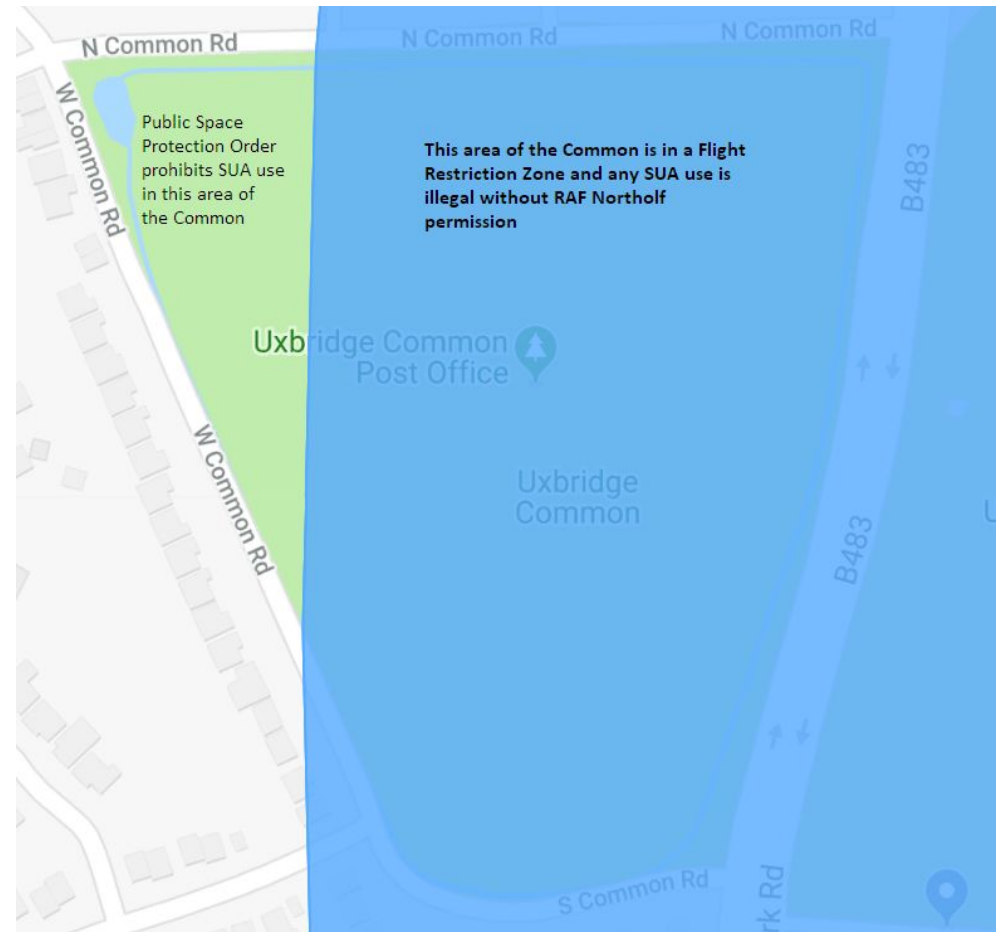 N Common Rd
N Common Rd
N Common Rd
W Common Rd
Public Space
Protection Order
prohibits SUA use
in this area of
the Common
This area of the Common is in a Flight
Restriction Zone and any SUA use is
illegal without RAF Northolf
permission
B483
Uxbridge Common
Post Office
W Common Rd
Uxbridge
Common
U
B483
S Common Rd
rk Rd